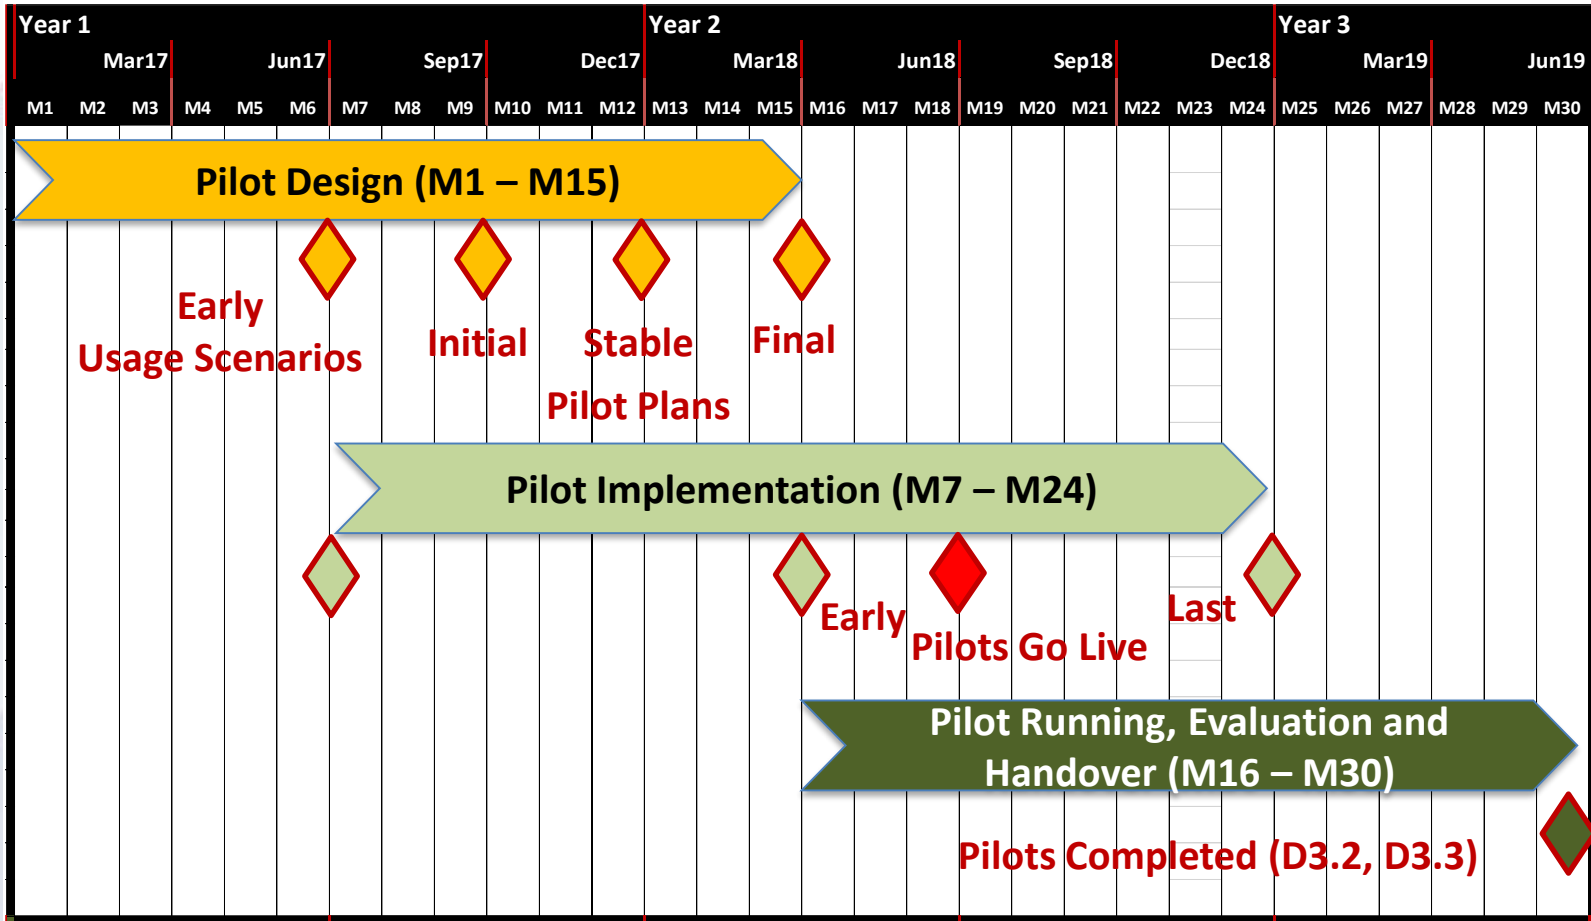 Year 1 Year 2 Year 3
Mar17 Jun17 Sep17 Dec17 Mar18 Jun18 Sep18 Dec18 Mar19 Jun19
M1 M2 M3 M4 M5 M6 M7 M8 M9 M10 M11 M12 M13 M14 M15 M16 M17 M18 M19 M20 M21 M22 M23 M24 M25 M26 M27 M28 M29 M30
Pilot Design (M1 – M15)
Early
Usage Scenarios
Initial Stable Final
Pilot Plans
Pilot Implementation (M7 – M24)
Early Last
Pilots Go Live
Pilot Running, Evaluation and
Handover (M16 – M30)
Pilots Completed (D3.2, D3.3)